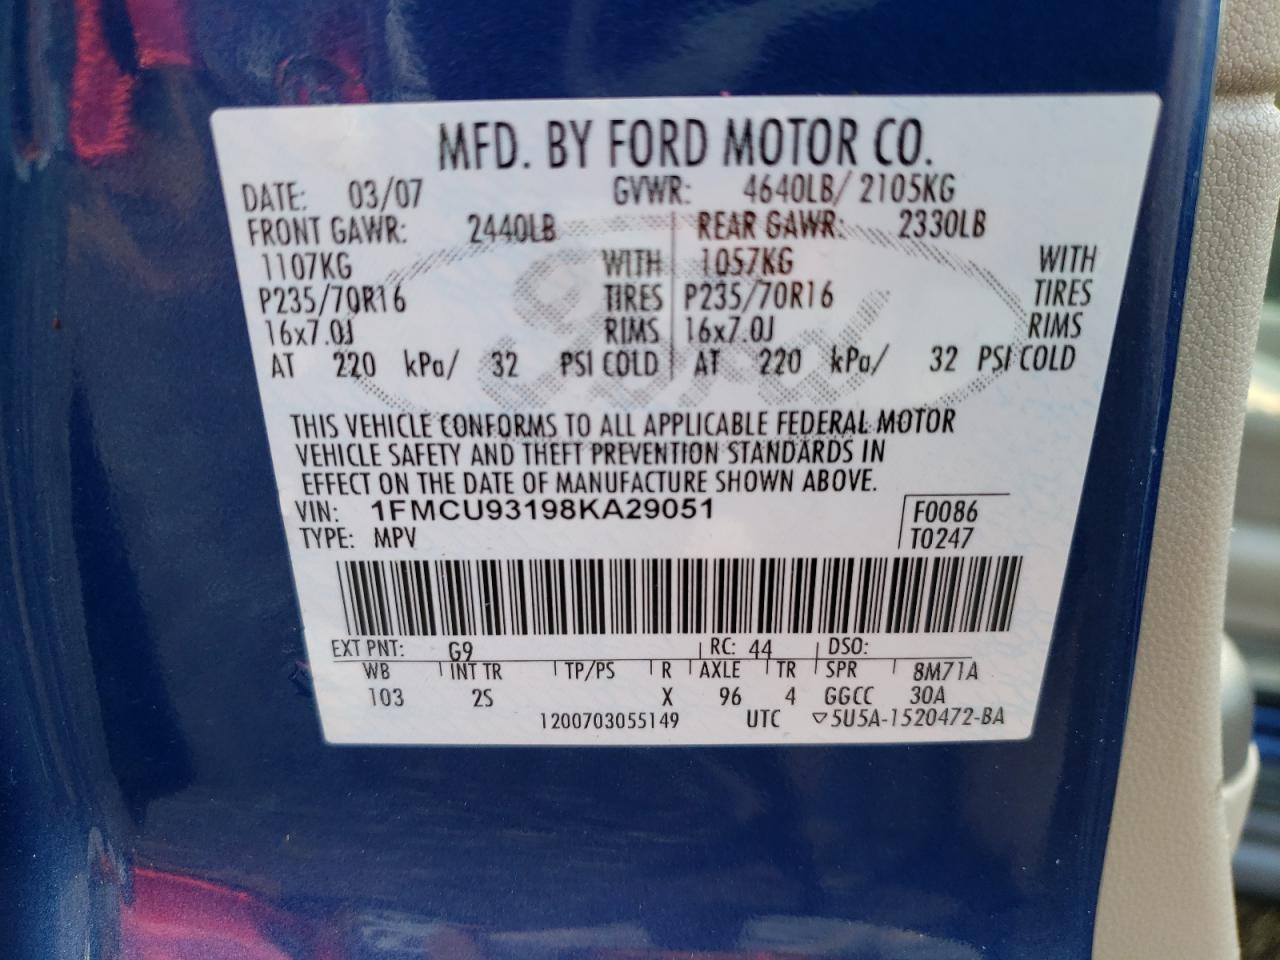 MFD. BY FORD MOTOR CO.
DATE: 03/07 GVWR: 4640LB/ 2105KG
FRONT GAWR: 2440LB REAR GAWR: 2330LB
1107KG WITH 1057KG WITH
P235/70R16 TIRES P235/70R16 TIRES
16x7.0J RIMS 16x7.0J RIMS
AT 220 kPa/ 32 PSI COLD AT 220 kPa/ 32 PSI COLD
Ford
THIS VEHICLE CONFORMS TO ALL APPLICABLE FEDERAL MOTOR
VEHICLE SAFETY AND THEFT PREVENTION STANDARDS IN
EFFECT ON THE DATE OF MANUFACTURE SHOWN ABOVE.
VIN: 1FMCU93198KA29051 F0086
TYPE: MPV T0247
EXT PNT: G9 RC: 44 DSO:
WB INT TR TP/PS R AXLE TR SPR 8M71A
103 2S X 96 4 GGCC 30A
1200703055149 UTC ▽5U5A-1520472-BA